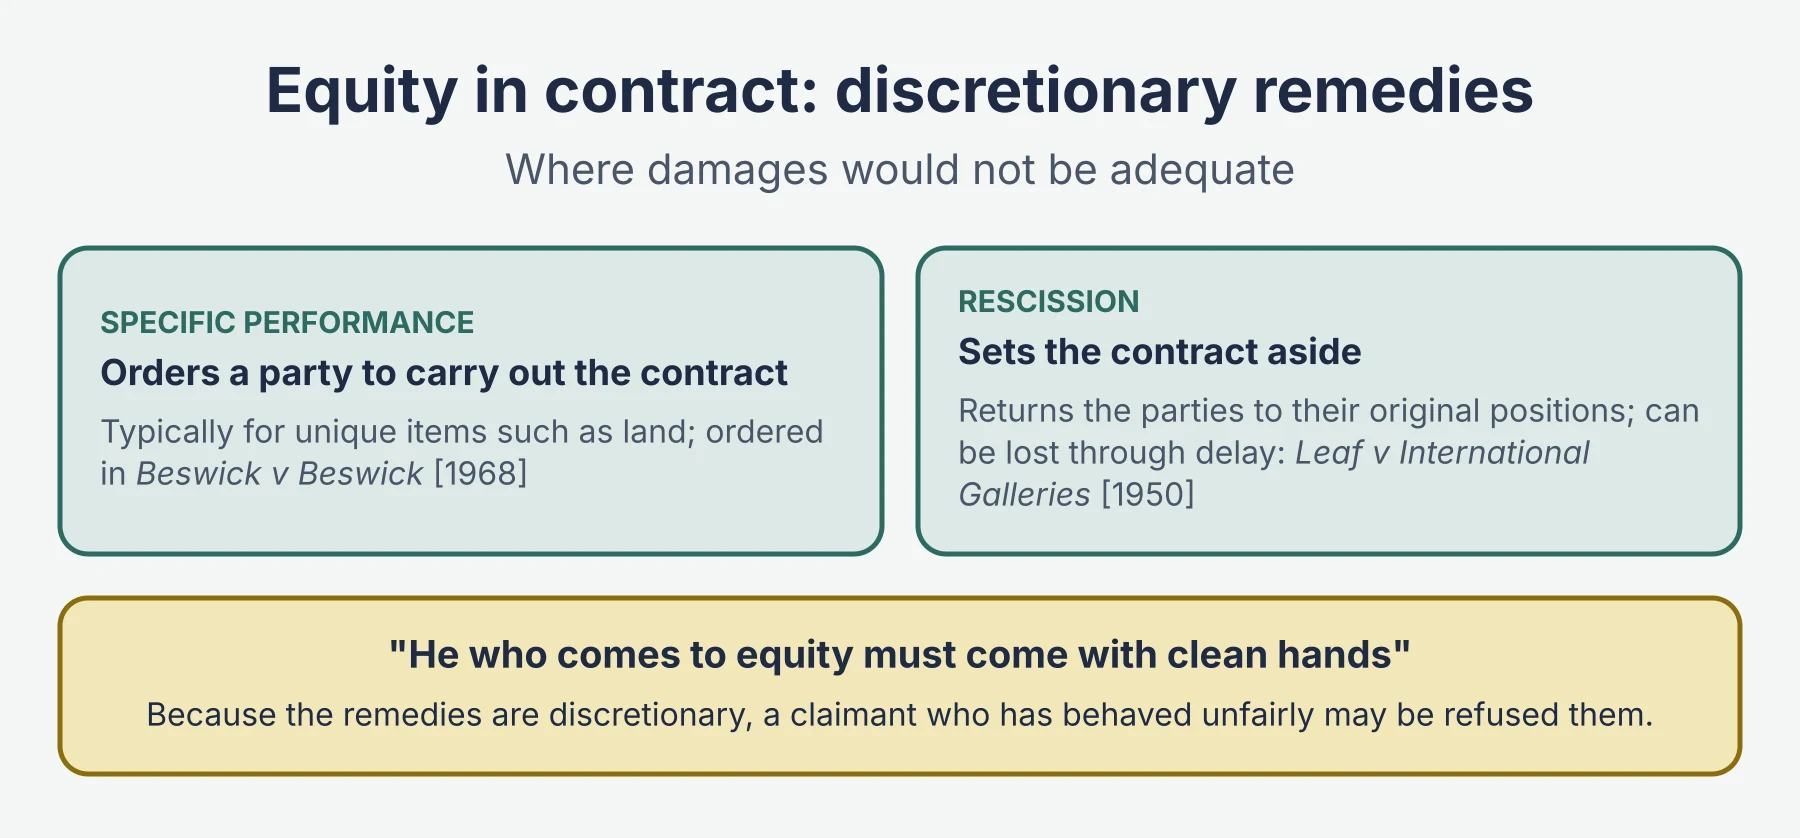 Equity in contract: discretionary remedies
Where damages would not be adequate
SPECIFIC PERFORMANCE
Orders a party to carry out the contract
Typically for unique items such as land; ordered
in Beswick v Beswick [1968]
RESCISSION
Sets the contract aside
Returns the parties to their original positions; can
be lost through delay: Leaf v International
Galleries [1950]
"He who comes to equity must come with clean hands"
Because the remedies are discretionary, a claimant who has behaved unfairly may be refused them.